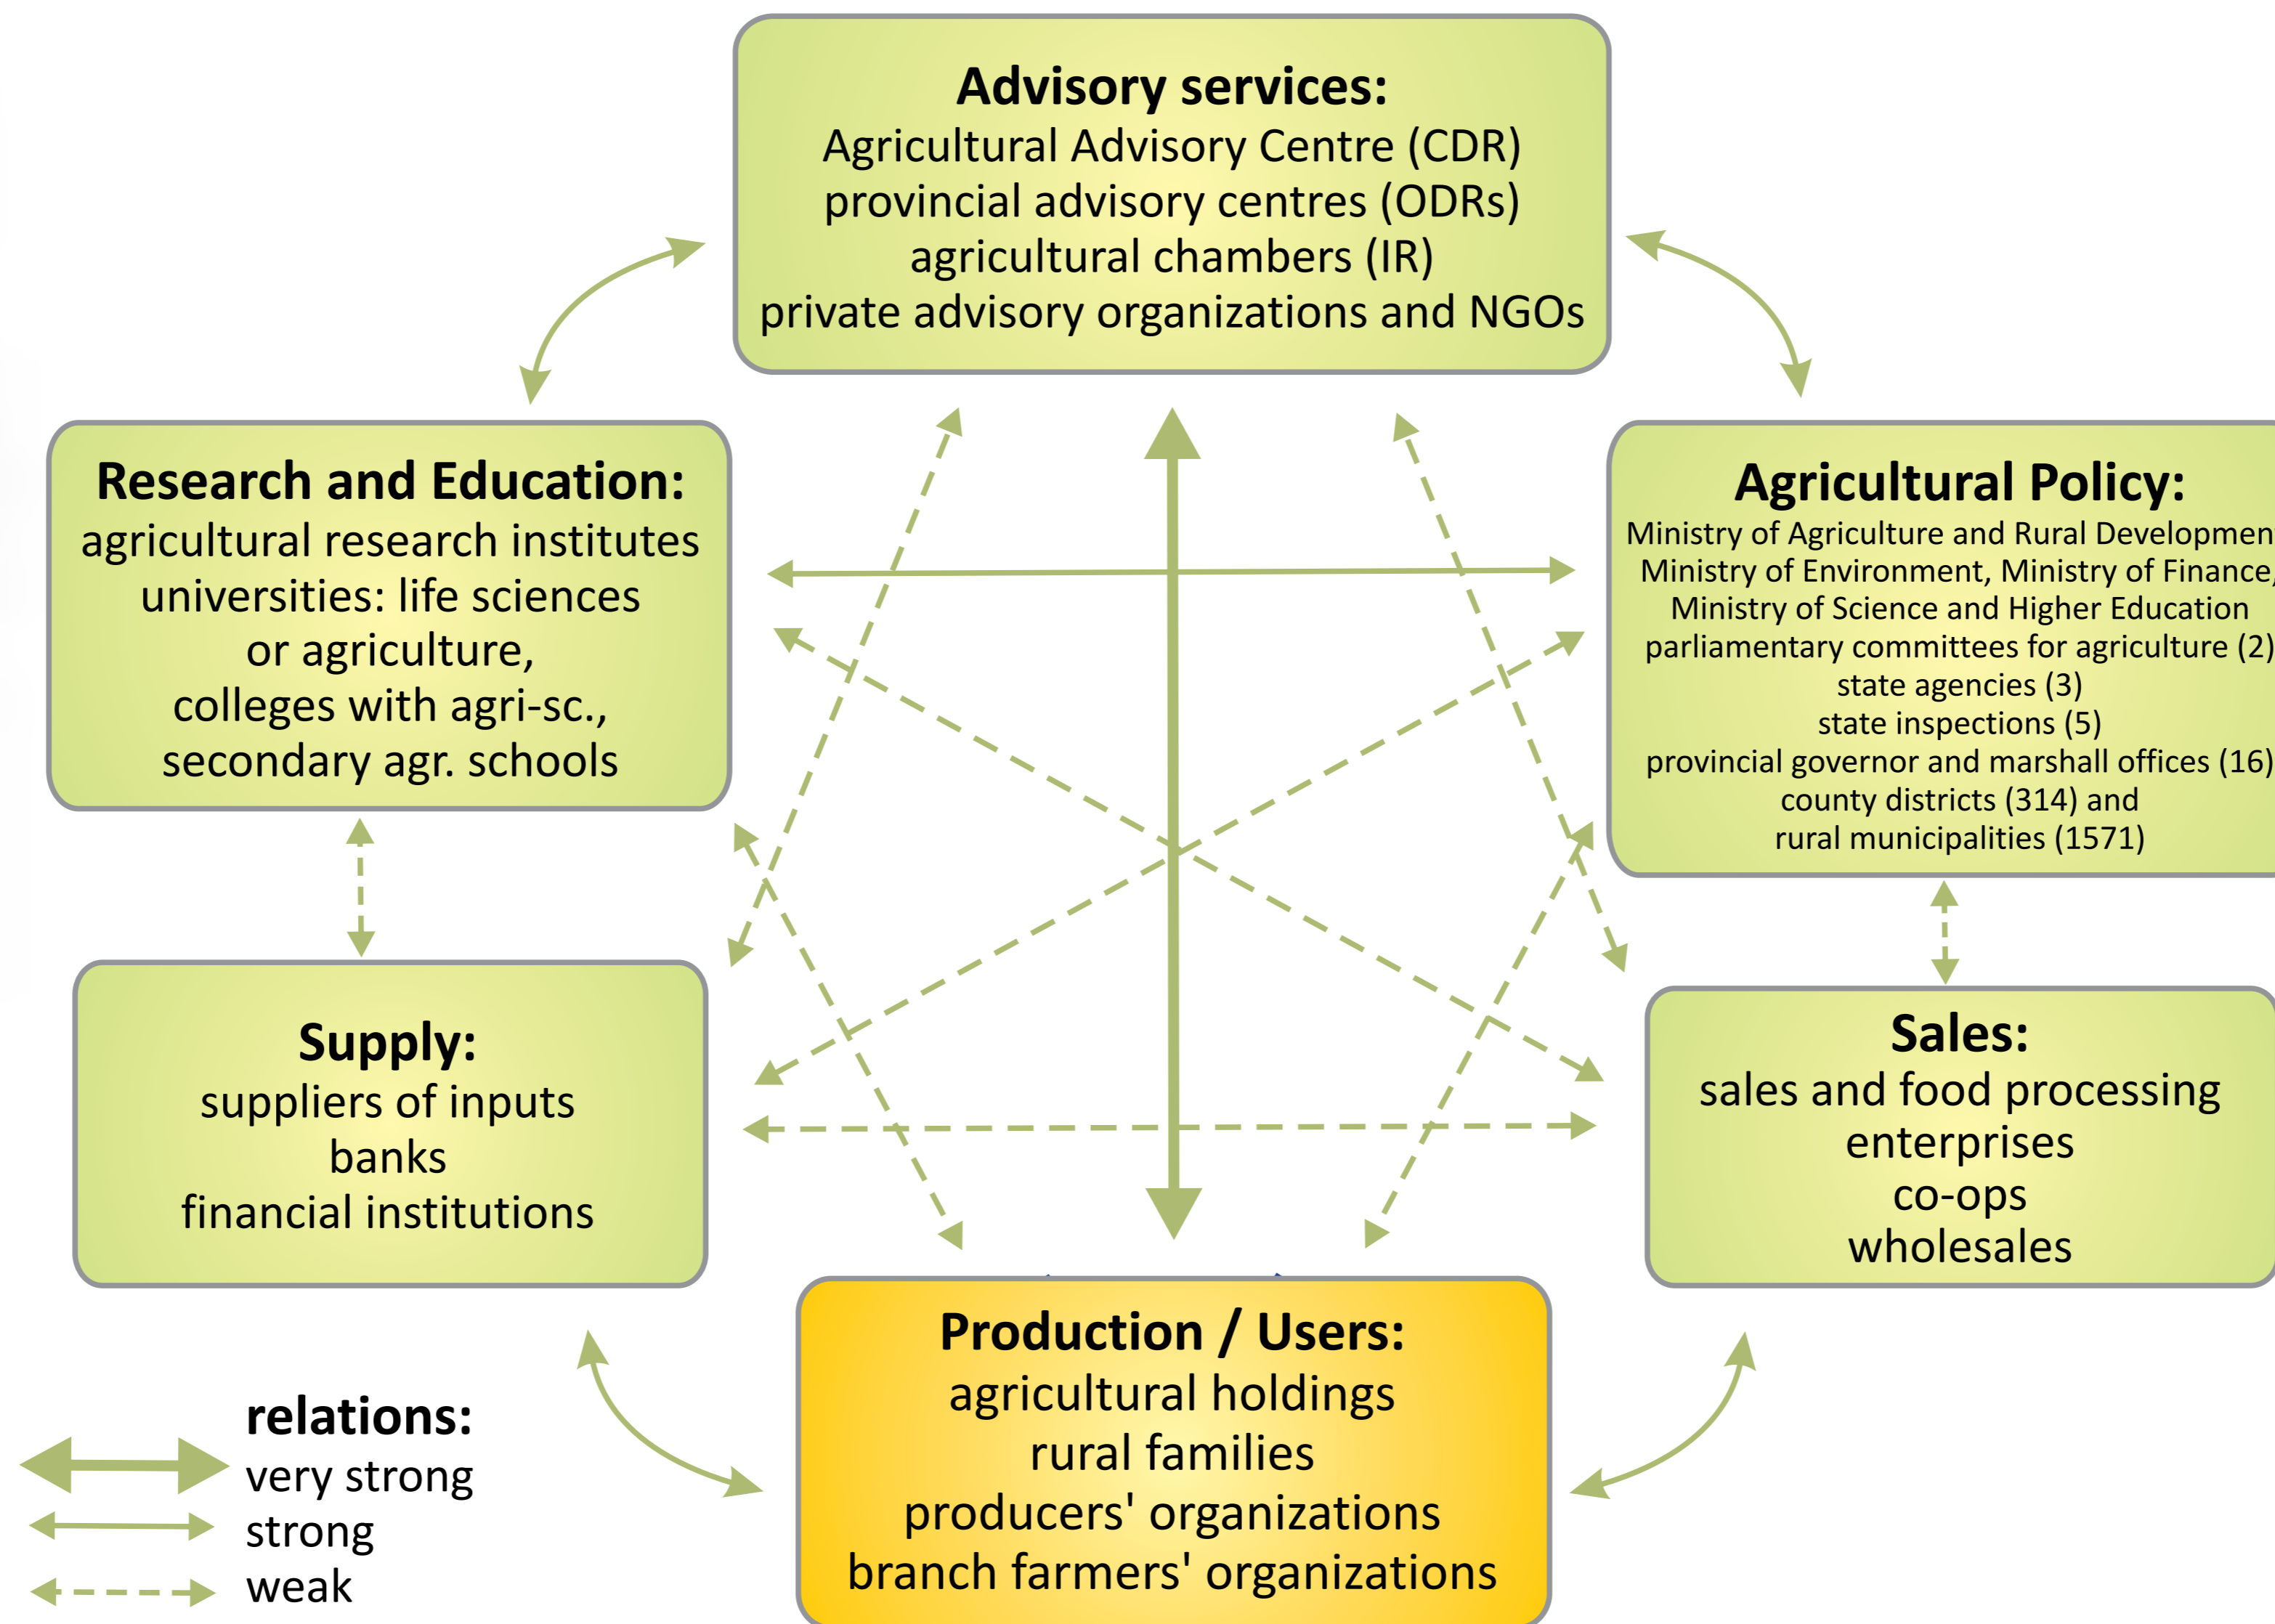 Advisory services:
Agricultural Advisory Centre (CDR)
provincial advisory centres (ODRs)
agricultural chambers (IR)
private advisory organizations and NGOs
Research and Education:
agricultural research institutes
universities: life sciences
or agriculture,
colleges with agri-sc.,
secondary agr. schools
Agricultural Policy:
Ministry of Agriculture and Rural Developmen
Ministry of Environment, Ministry of Finance,
Ministry of Science and Higher Education
parliamentary committees for agriculture (2)
state agencies (3)
state inspections (5)
provincial governor and marshall offices (16)
county districts (314) and
rural municipalities (1571)
Supply:
suppliers of inputs
banks
financial institutions
Sales:
sales and food processing
enterprises
co-ops
wholesales
Production / Users:
agricultural holdings
rural families
producers' organizations
branch farmers' organizations
relations:
very strong
strong
weak